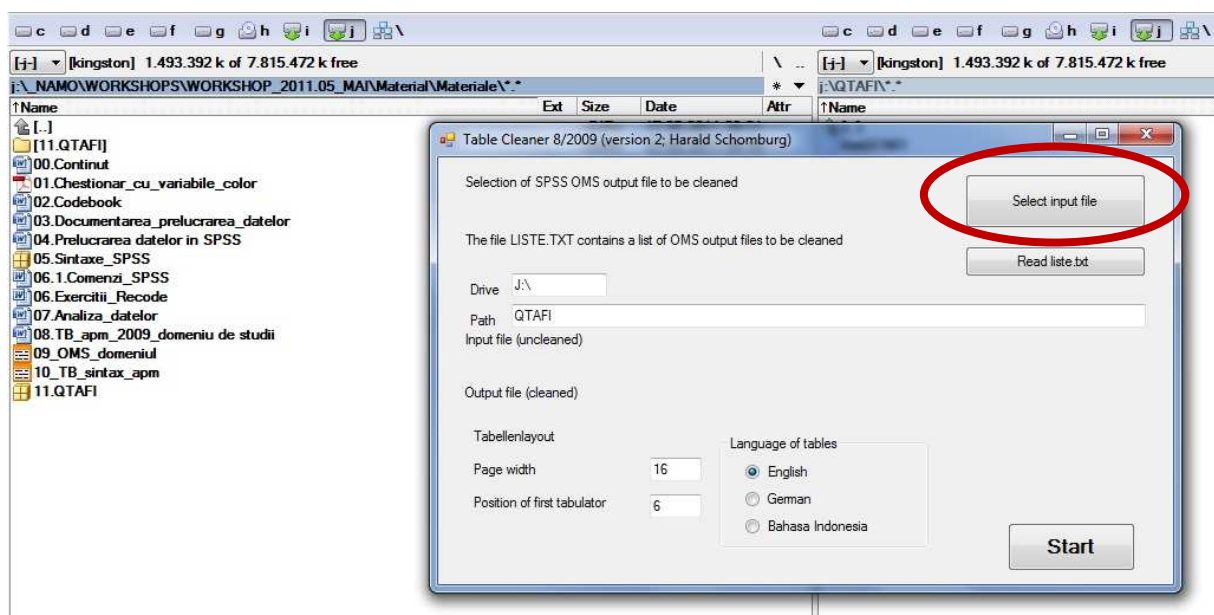 c d e f g h i j \
c d e f g h i j \
[-j-] [kingston] 1.493.392 k of 7.815.472 k free \ ..
[-j-] [kingston] 1.493.392 k of 7.815.472 k free
j:\_NAMO\WORKSHOPS\WORKSHOP_2011.05_MAI\Material\Materiale\*.* * ▼
j:\QTAFI\*.*
↑Name Ext Size Date Attr
↑Name
[..]
[11.QTAFI]
00.Continut
01.Chestionar_cu_variabile_color
02.Codebook
03.Documentarea_prelucrarea_datelor
04.Prelucrarea datelor in SPSS
05.Sintaxe_SPSS
06.1.Comenzi_SPSS
06.Exercitii_Recode
07.Analiza_datelor
08.TB_apm_2009_domeniu de studii
09_OMS_domeniul
10_TB_sintax_apm
11.QTAFI
Table Cleaner 8/2009 (version 2; Harald Schomburg)
Selection of SPSS OMS output file to be cleaned
Select input file
The file LISTE.TXT contains a list of OMS output files to be cleaned
Read liste.txt
Drive J:\
Path QTAFI
Input file (uncleaned)
Output file (cleaned)
Tabellenlayout
Page width 16
Position of first tabulator 6
Language of tables
English
German
Bahasa Indonesia
Start